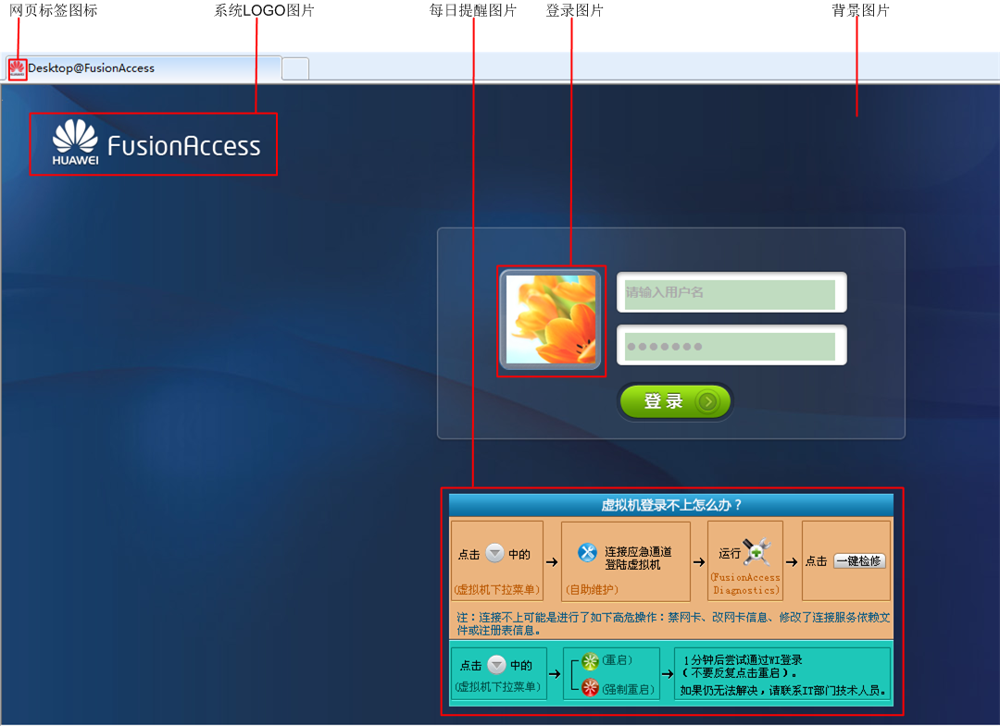 网页标签图标 系统LOGO图片 每日提醒图片 登录图片 背景图片
Desktop@FusionAccess
HUAWEI FusionAccess
请输入用户名
登录
虚拟机登录不上怎么办？
点击 中的
(虚拟机下拉菜单)
连接应急通道
登陆虚拟机
(自助维护)
运行
(FusionAccess
Diagnostics)
点击 一键检修
注：连接不上可能是进行了如下高危操作：禁网卡、改网卡信息、修改了连接服务依赖文
件或注册表信息。
点击 中的
(虚拟机下拉菜单)
(重启)
(强制重启)
1分钟后尝试通过WI登录
(不要反复点击重启)。
如果仍无法解决，请联系IT部门技术人员。